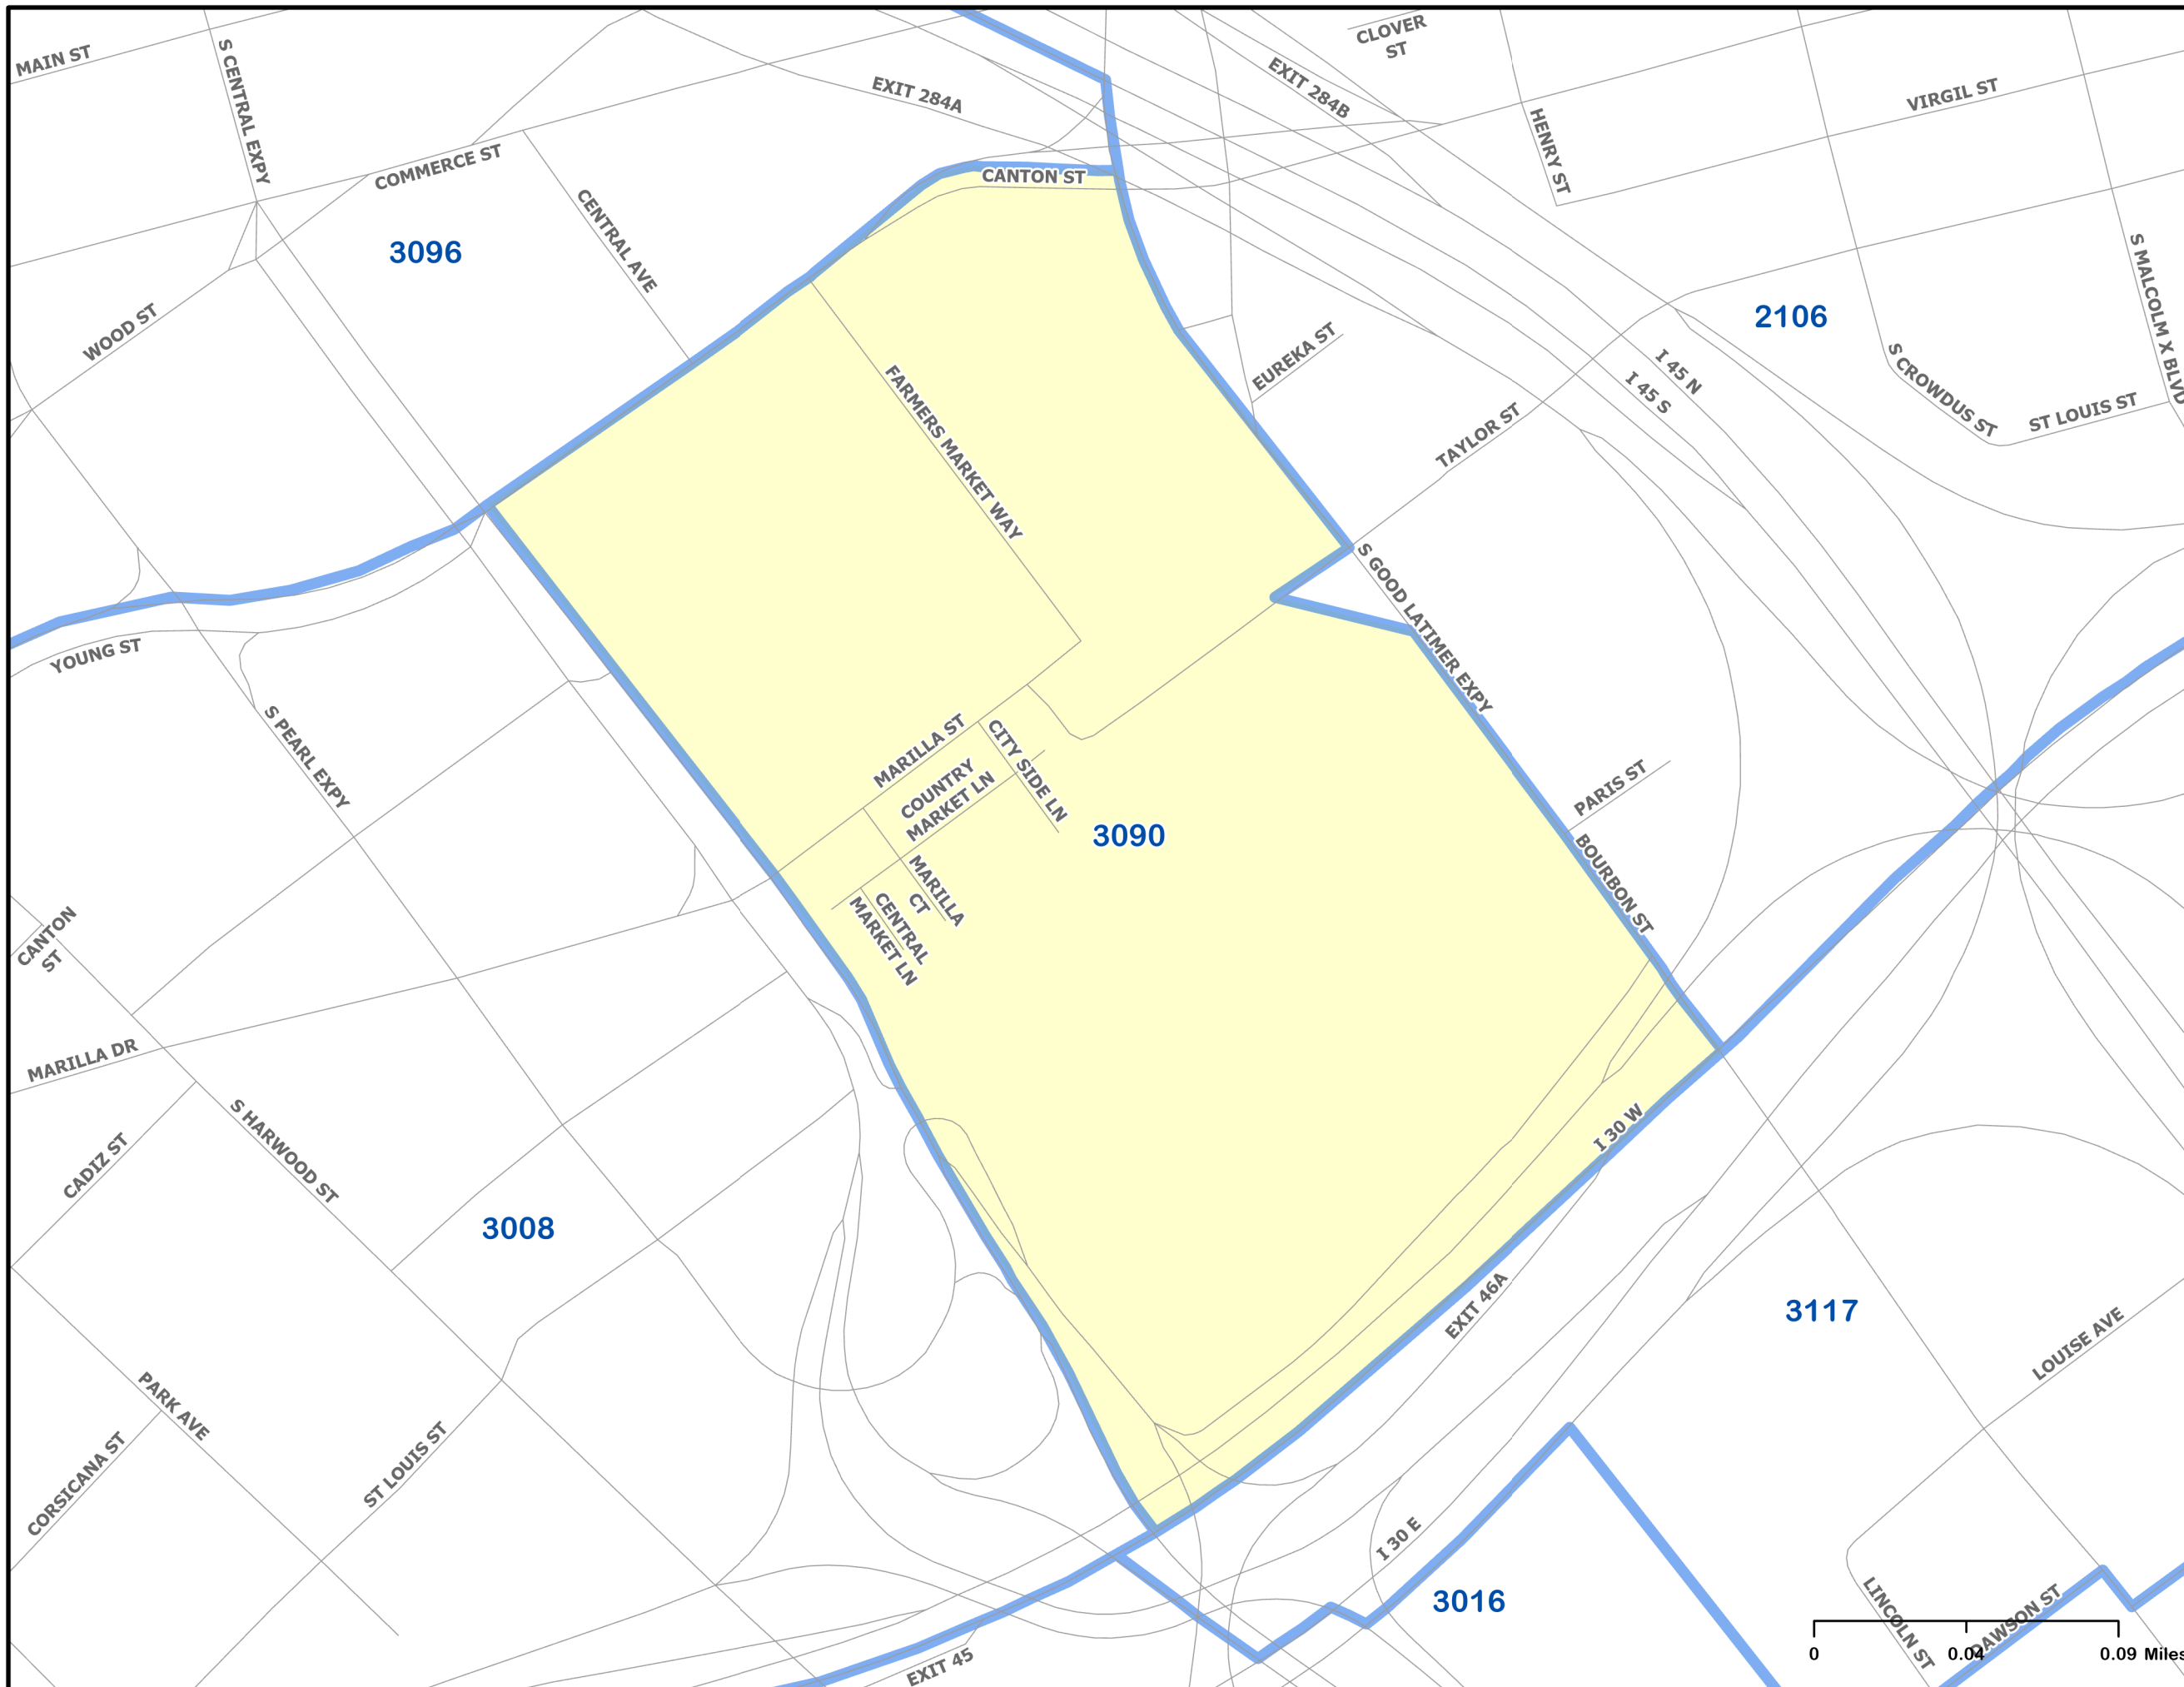 MAIN ST
S CENTRAL EXPY
COMMERCE ST
EXIT 284A
EXIT 284B
CLOVER
ST
HENRY ST
VIRGIL ST
CANTON ST
CENTRAL AVE
3096
WOOD ST
2106
S MALCOLM X BLVD
EUREKA ST
I 45 N
I 45 S
S CROWDUS ST
ST LOUIS ST
TAYLOR ST
FARMERS MARKET WAY
YOUNG ST
S GOOD LATIMER EXPY
S PEARL EXPY
MARILLA ST
CITY SIDE LN
COUNTRY
MARKET LN
3090
PARIS ST
BOURBON ST
MARILLA
CT
CENTRAL
MARKET LN
CANTON
ST
MARILLA DR
CADIZ ST
S HARWOOD ST
3008
I 30 W
EXIT 46A
3117
LOUISE AVE
PARK AVE
CORSICANA ST
ST LOUIS ST
I 30 E
3016
LINCOLN ST
DAWSON ST
EXIT 45
0 0.04 0.09 Miles